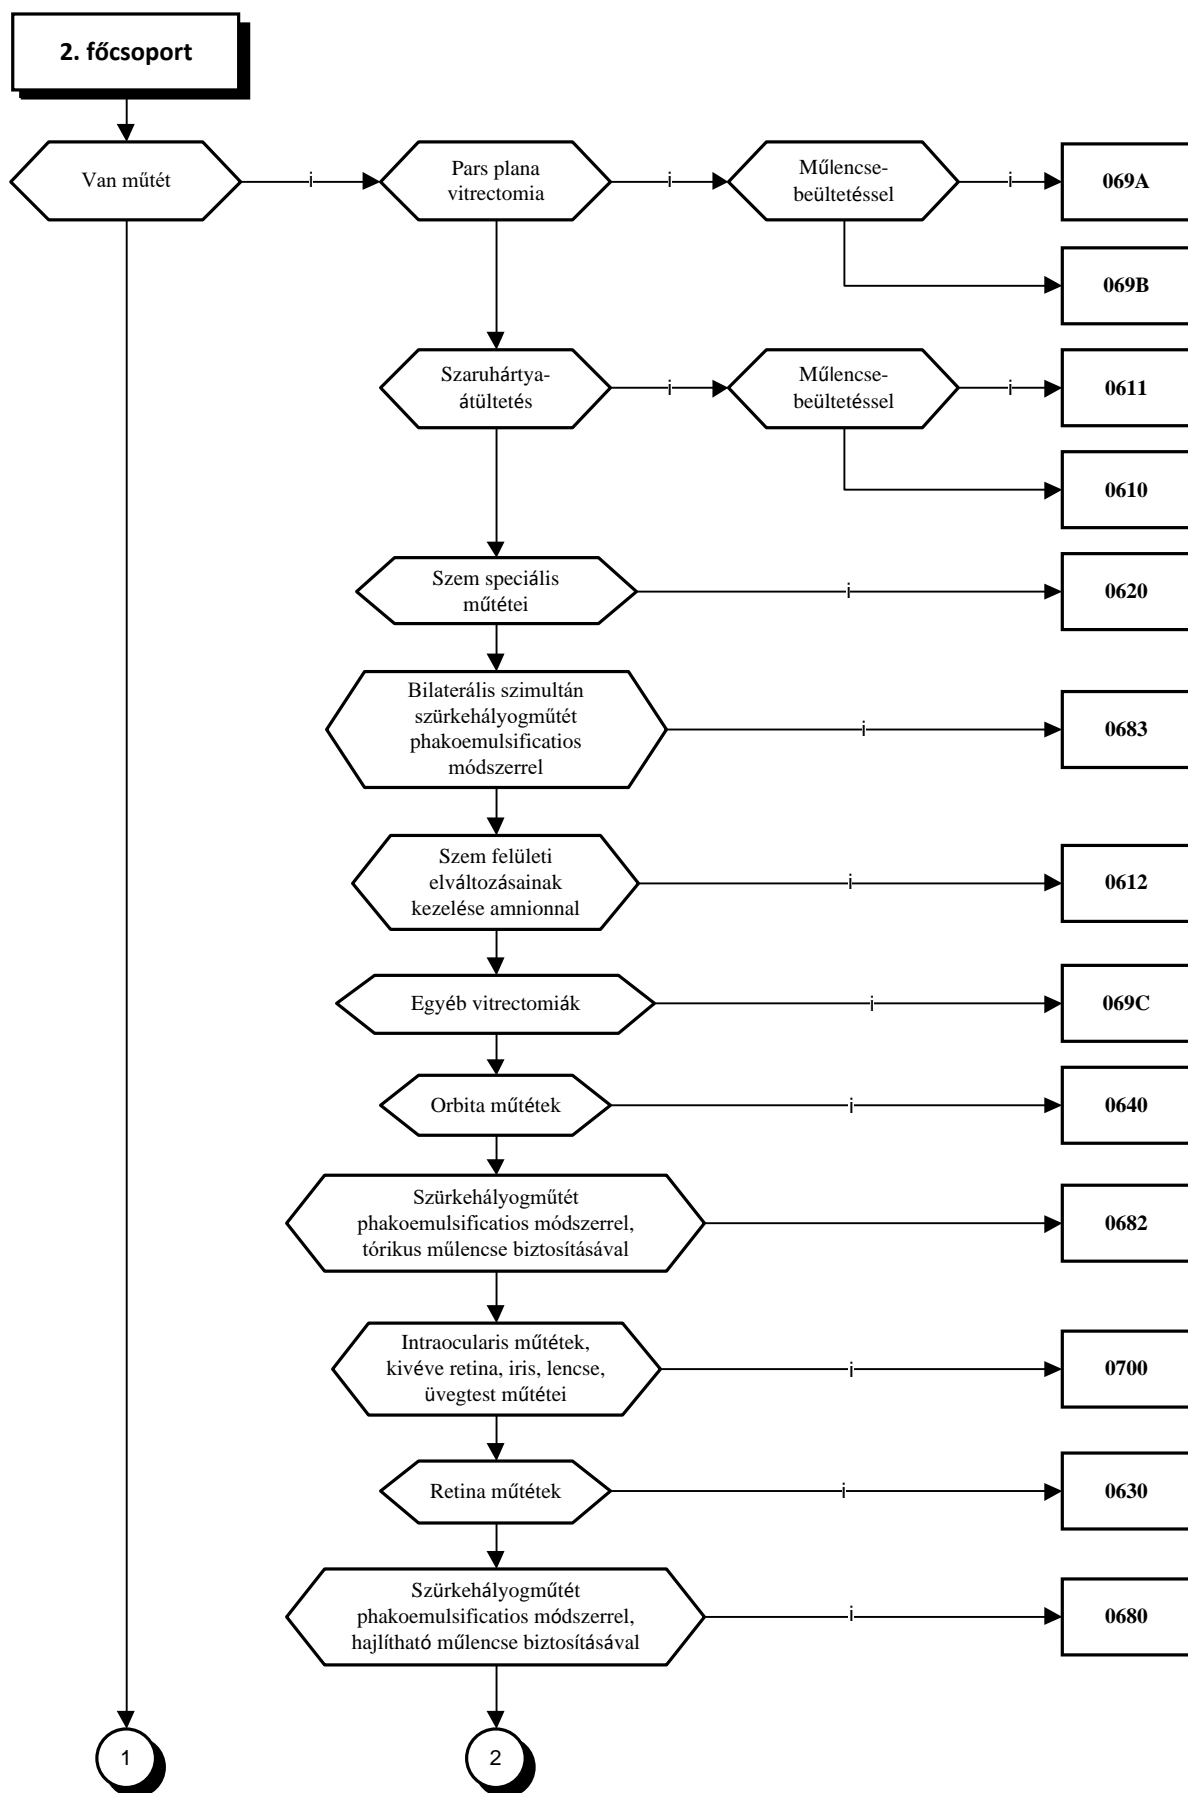 2. főcsoport
Van műtét
i
Pars plana
vitrectomia
i
Műlencse-
beültetéssel
i
069A
069B
Szaruhártya-
átültetés
i
Műlencse-
beültetéssel
i
0611
0610
Szem speciális
műtétei
i
0620
Bilaterális szimultán
szürkehályogműtét
phakoemulsificatios
módszerrel
i
0683
Szem felületi
elváltozásainak
kezelése amnionnal
i
0612
Egyéb vitrectomiák
i
069C
Orbita műtétek
i
0640
Szürkehályogműtét
phakoemulsificatios módszerrel,
tórikus műlencse biztosításával
0682
Intraocularis műtétek,
kivéve retina, iris, lencse,
üvegtest műtétei
i
0700
Retina műtétek
i
0630
Szürkehályogműtét
phakoemulsificatios módszerrel,
hajlítható műlencse biztosításával
i
0680
1
2